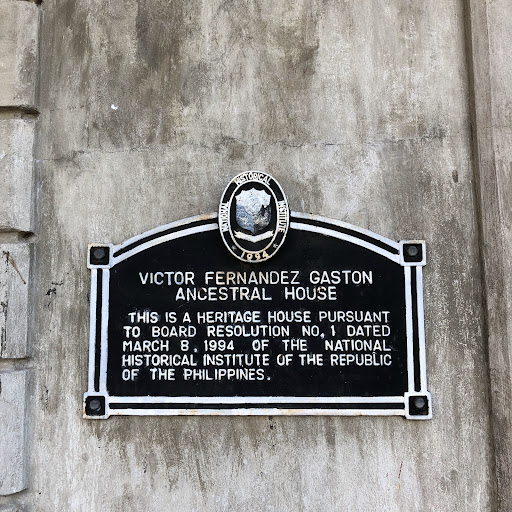 NATIONAL HISTORICAL INSTITUTE
1994
VICTOR FERNANDEZ GASTON
ANCESTRAL HOUSE
THIS IS A HERITAGE HOUSE PURSUANT
TO BOARD RESOLUTION NO. 1 DATED
MARCH 8, 1994 OF THE NATIONAL
HISTORICAL INSTITUTE OF THE REPUBLIC
OF THE PHILIPPINES.